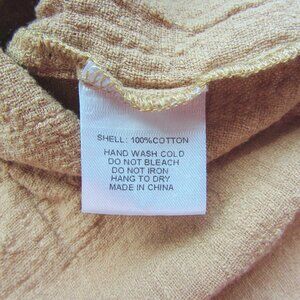 SHELL: 100%COTTON
HAND WASH COLD
DO NOT BLEACH
DO NOT IRON
HANG TO DRY
MADE IN CHINA